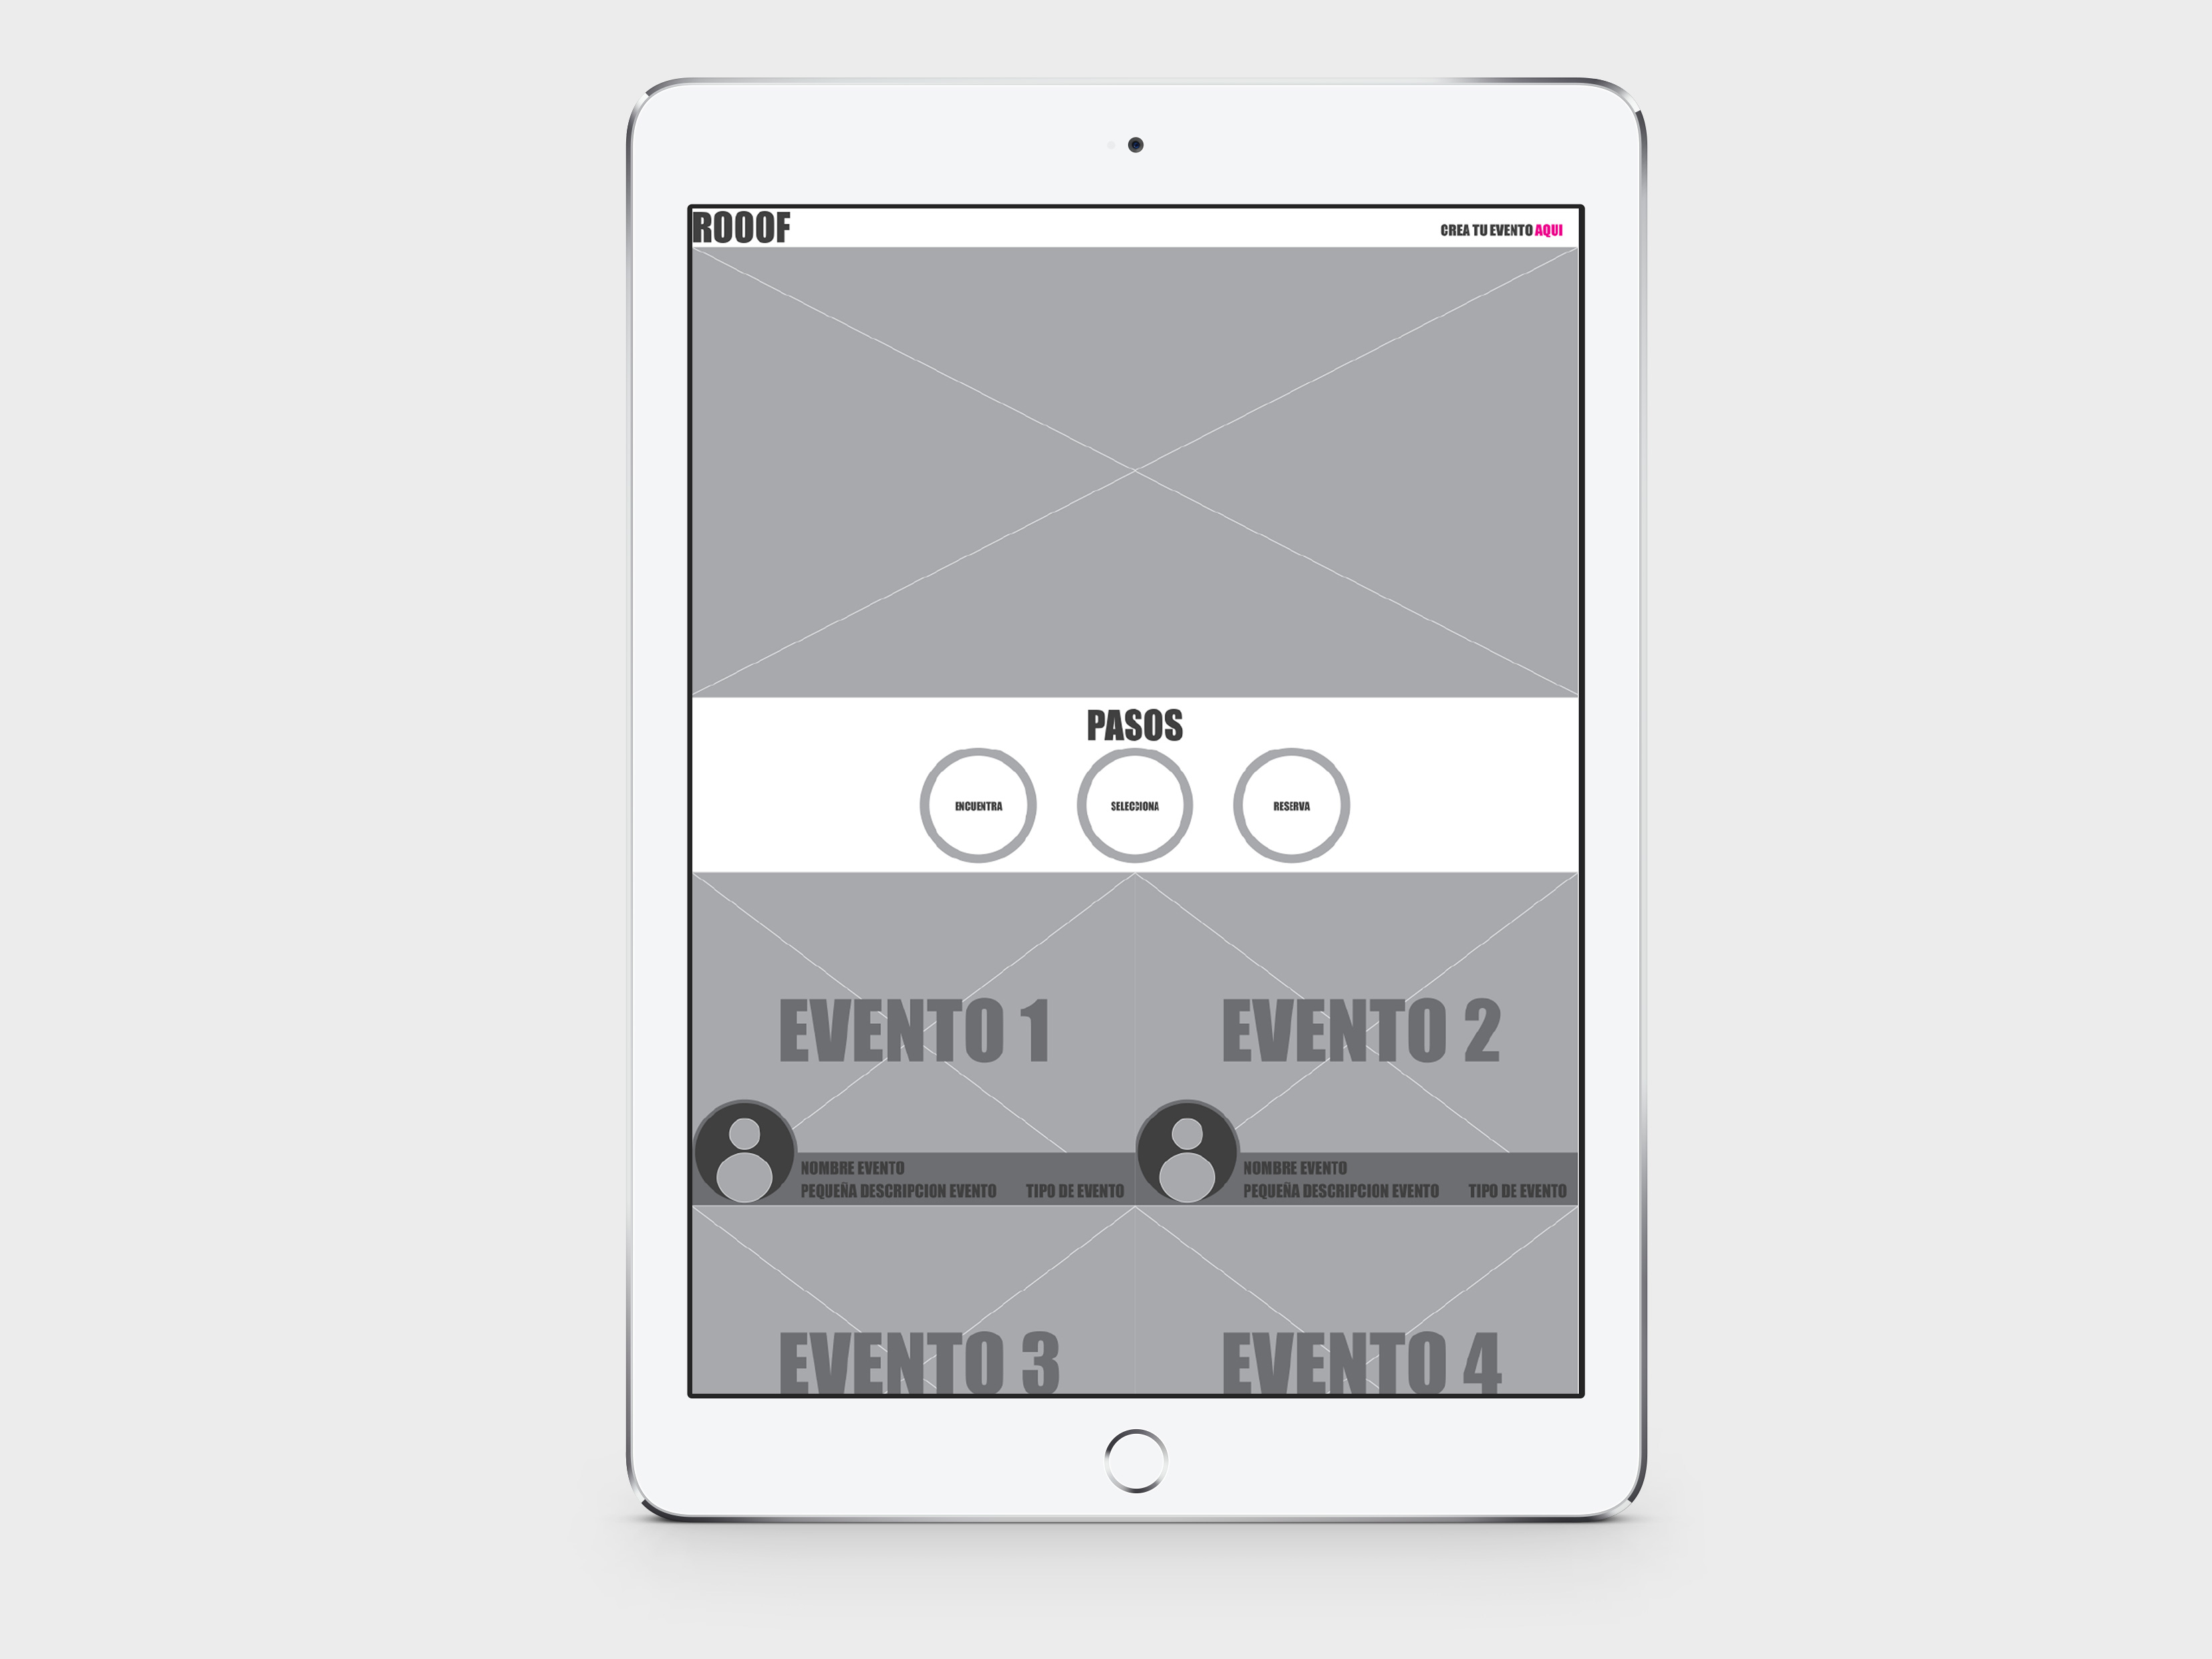 ROOOF
CREA TU EVENTO AQUI
PASOS
ENCUENTRA
SELECCIONA
RESERVA
EVENTO 1
NOMBRE EVENTO
PEQUEÑA DESCRIPCION EVENTO TIPO DE EVENTO
EVENTO 2
NOMBRE EVENTO
PEQUEÑA DESCRIPCION EVENTO TIPO DE EVENTO
EVENTO 3
EVENTO 4